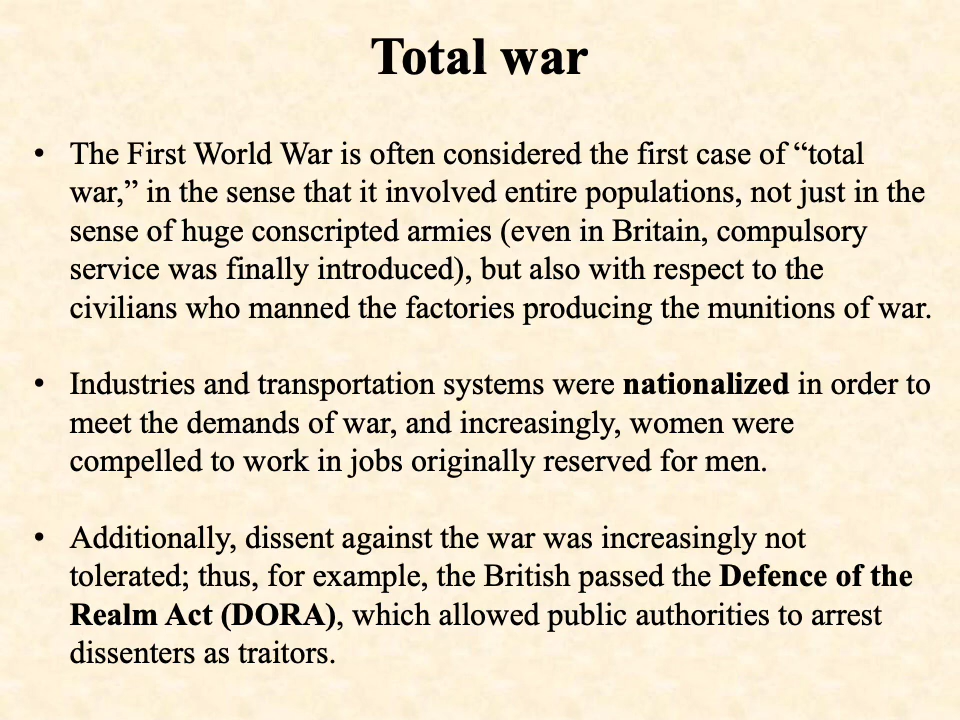 Total war
• The First World War is often considered the first case of “total
war,” in the sense that it involved entire populations, not just in the
sense of huge conscripted armies (even in Britain, compulsory
service was finally introduced), but also with respect to the
civilians who manned the factories producing the munitions of war.
• Industries and transportation systems were nationalized in order to
meet the demands of war, and increasingly, women were
compelled to work in jobs originally reserved for men.
• Additionally, dissent against the war was increasingly not
tolerated; thus, for example, the British passed the Defence of the
Realm Act (DORA), which allowed public authorities to arrest
dissenters as traitors.